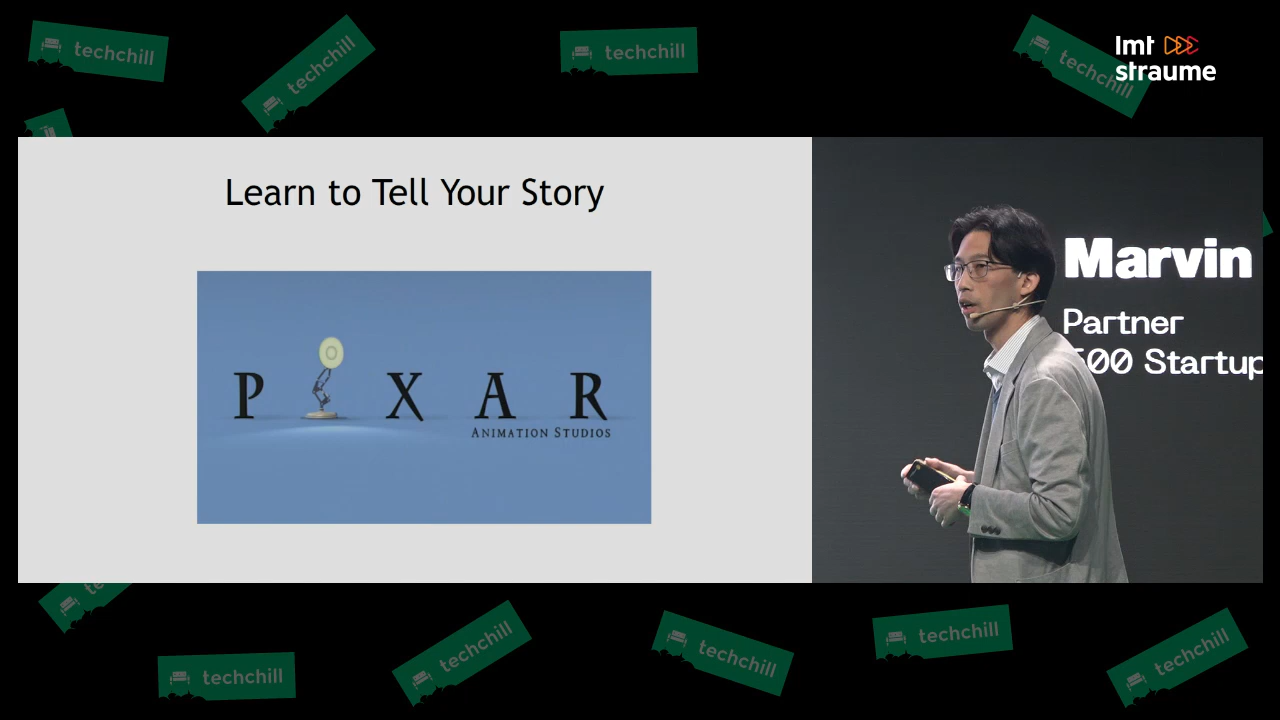 techchill
techchill
techchill
techchill
lmt
straume
Learn to Tell Your Story
P I X A R
ANIMATION STUDIOS
Marvin
Partner
500 Startup
techchill
techchill
techchill
techchill
techchill